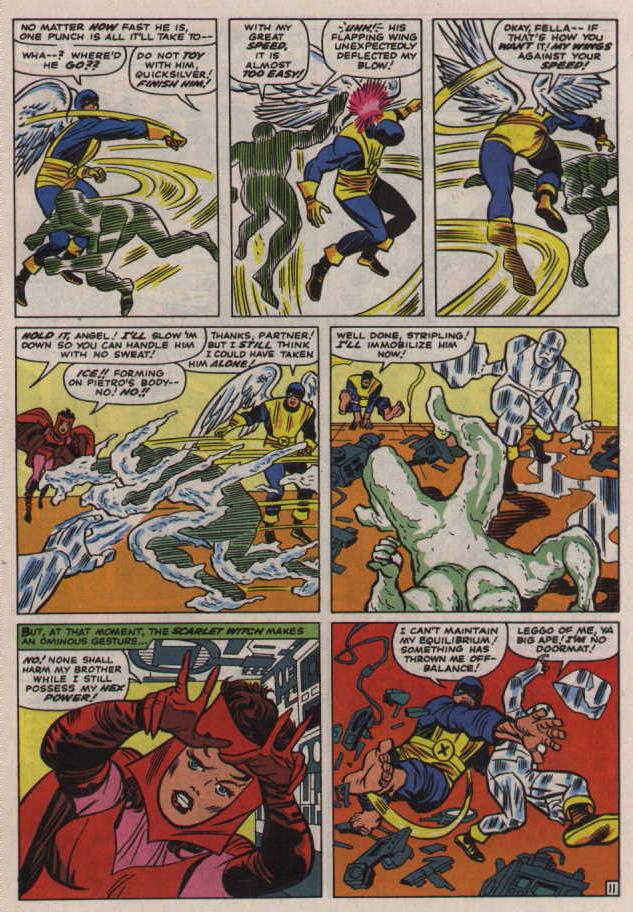 NO MATTER HOW FAST HE IS,
ONE PUNCH IS ALL IT'LL TAKE TO--
WHA--? WHERE'D
HE GO??
DO NOT TOY
WITH HIM,
QUICKSILVER!
FINISH HIM!
WITH MY
GREAT
SPEED,
IT IS
ALMOST
TOO EASY!
UHH! HIS
FLAPPING WING
UNEXPECTEDLY
DEFLECTED MY
BLOW!
OKAY, FELLA-- IF
THAT'S HOW YOU
WANT IT! MY WINGS
AGAINST YOUR
SPEED!
HOLD IT, ANGEL! I'LL SLOW 'IM
DOWN SO YOU CAN HANDLE HIM
WITH NO SWEAT!
ICE!! FORMING
ON PIETRO'S BODY--
NO! NO!!
THANKS, PARTNER!
BUT I STILL THINK
I COULD HAVE TAKEN
HIM ALONE!
WELL DONE, STRIPLING!
I'LL IMMOBILIZE HIM
NOW!
BUT, AT THAT MOMENT, THE SCARLET WITCH MAKES
AN OMINOUS GESTURE...
NO! NONE SHALL
HARM MY BROTHER
WHILE I STILL
POSSESS MY HEX
POWER!
I CAN'T MAINTAIN
MY EQUILIBRIUM!
SOMETHING HAS
THROWN ME OFF-
BALANCE!
LEGGO OF ME, YA
BIG APE! I'M NO
DOORMAT!
11